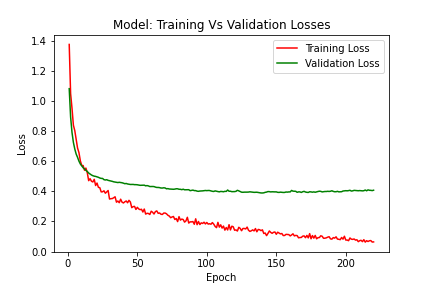 Model: Training Vs Validation Losses
Training Loss
Validation Loss
1.4
1.2
1.0
0.8
0.6
0.4
0.2
0.0
Loss
0
50
100
150
200
Epoch